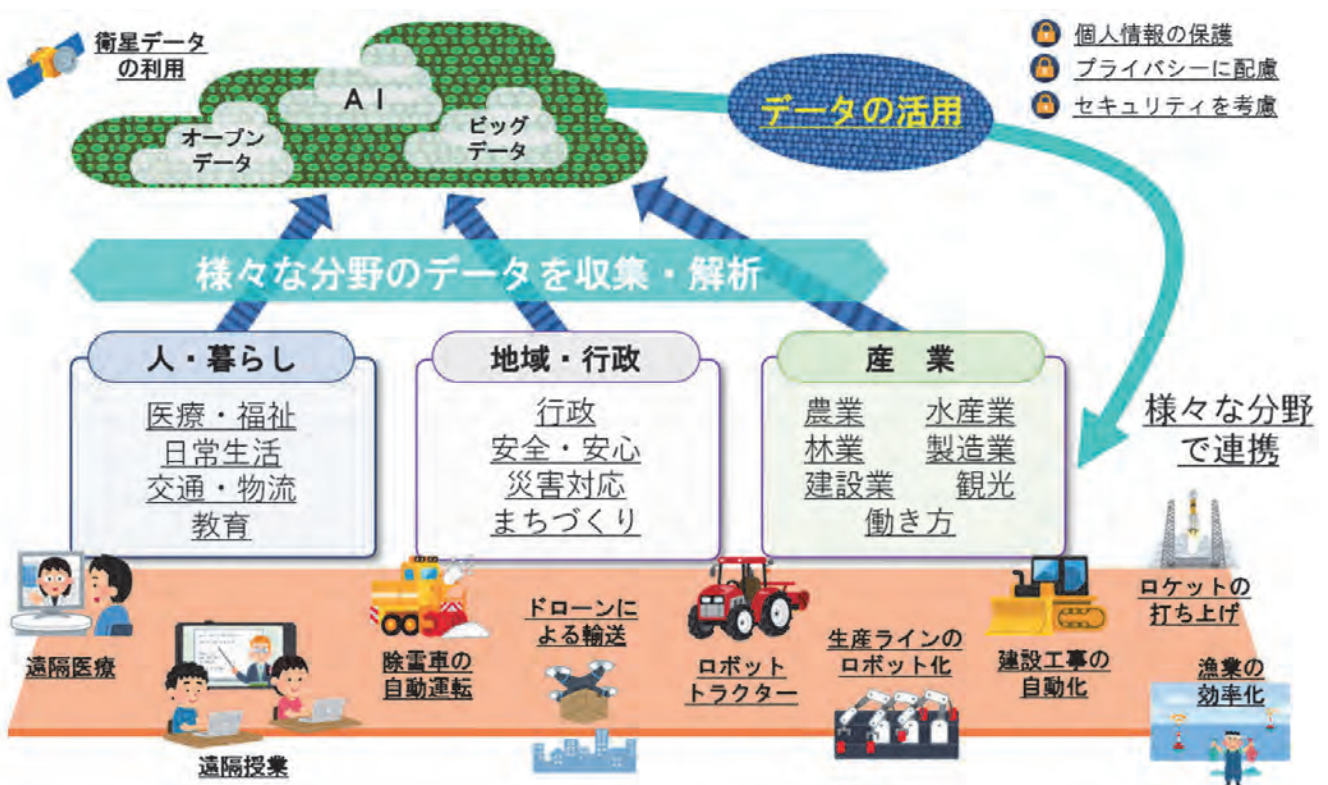 衛星データ
の利用
AI
オープン
データ
ビッグ
データ
データの活用
個人情報の保護
プライバシーに配慮
セキュリティを考慮
様々な分野のデータを収集・解析
人・暮らし
医療・福祉
日常生活
交通・物流
教育
地域・行政
行政
安全・安心
災害対応
まちづくり
産　業
農業　水産業
林業　製造業
建設業　観光
働き方
様々な分野
で連携
遠隔医療
遠隔授業
除雪車の
自動運転
ドローンに
よる輸送
ロボット
トラクター
生産ラインの
ロボット化
建設工事の
自動化
ロケットの
打ち上げ
漁業の
効率化